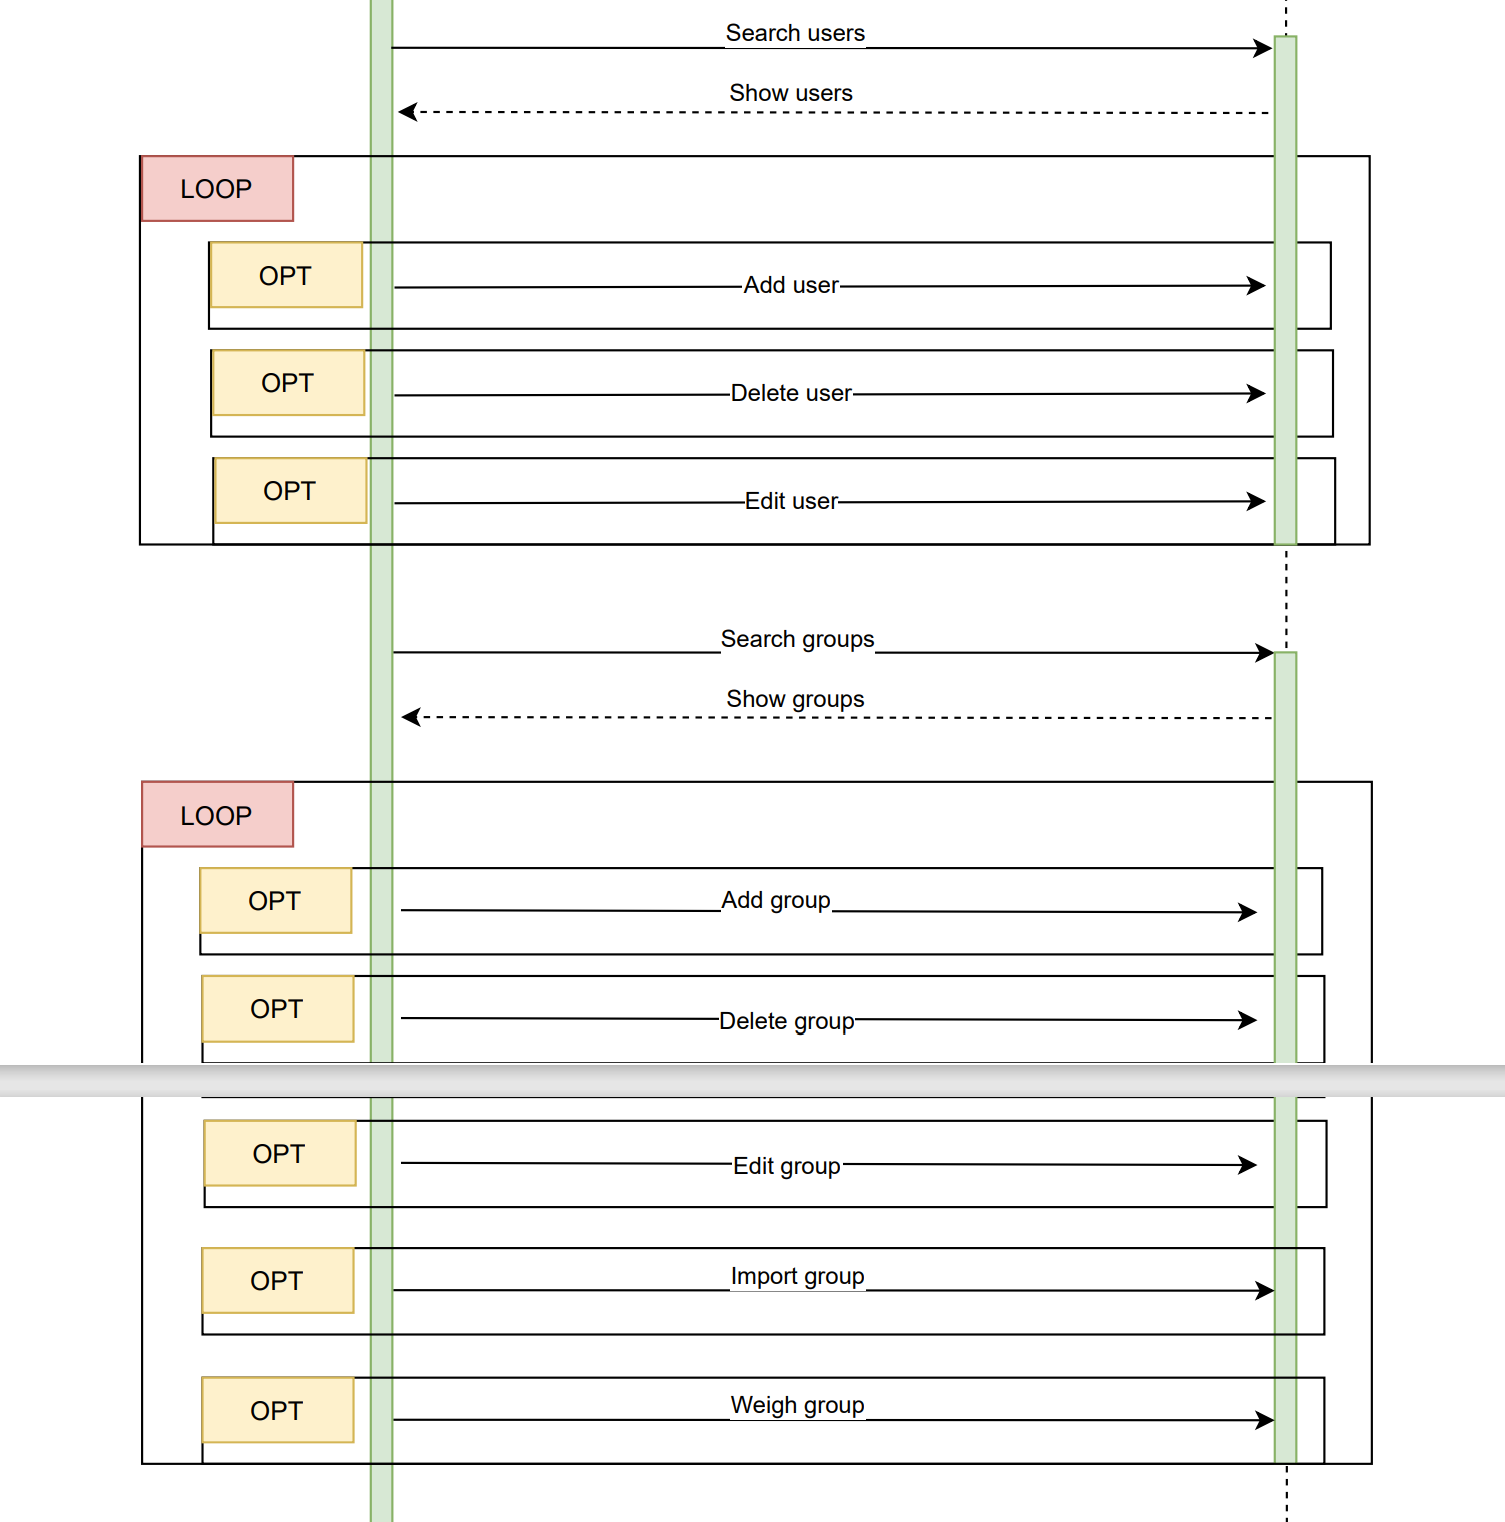 Search users
Show users
LOOP
OPT
Add user
OPT
Delete user
OPT
Edit user
Search groups
Show groups
LOOP
OPT
Add group
OPT
Delete group
OPT
Edit group
OPT
Import group
OPT
Weigh group